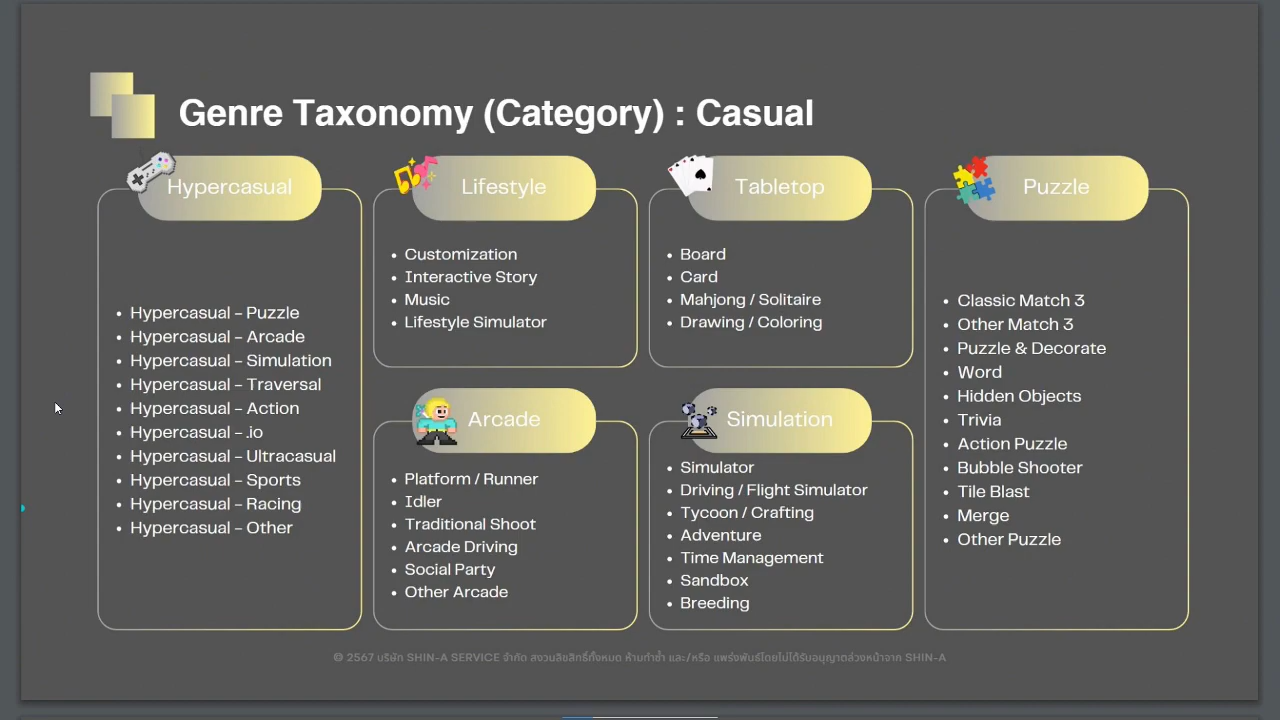 Genre Taxonomy (Category) : Casual
Hypercasual
Hypercasual - Puzzle
Hypercasual - Arcade
Hypercasual - Simulation
Hypercasual - Traversal
Hypercasual - Action
Hypercasual - .io
Hypercasual - Ultracasual
Hypercasual - Sports
Hypercasual - Racing
Hypercasual - Other
Lifestyle
Customization
Interactive Story
Music
Lifestyle Simulator
Tabletop
Board
Card
Mahjong / Solitaire
Drawing / Coloring
Puzzle
Classic Match 3
Other Match 3
Puzzle & Decorate
Word
Hidden Objects
Trivia
Action Puzzle
Bubble Shooter
Tile Blast
Merge
Other Puzzle
Arcade
Platform / Runner
Idler
Traditional Shoot
Arcade Driving
Social Party
Other Arcade
Simulation
Simulator
Driving / Flight Simulator
Tycoon / Crafting
Adventure
Time Management
Sandbox
Breeding
© 2567 บริษัท SHIN-A SERVICE จำกัด สงวนลิขสิทธิ์ทั้งหมด ห้ามทำซ้ำ และ/หรือ แพร่งพันธ์โดยไม่ได้รับอนุญาตล่วงหน้าจาก SHIN-A